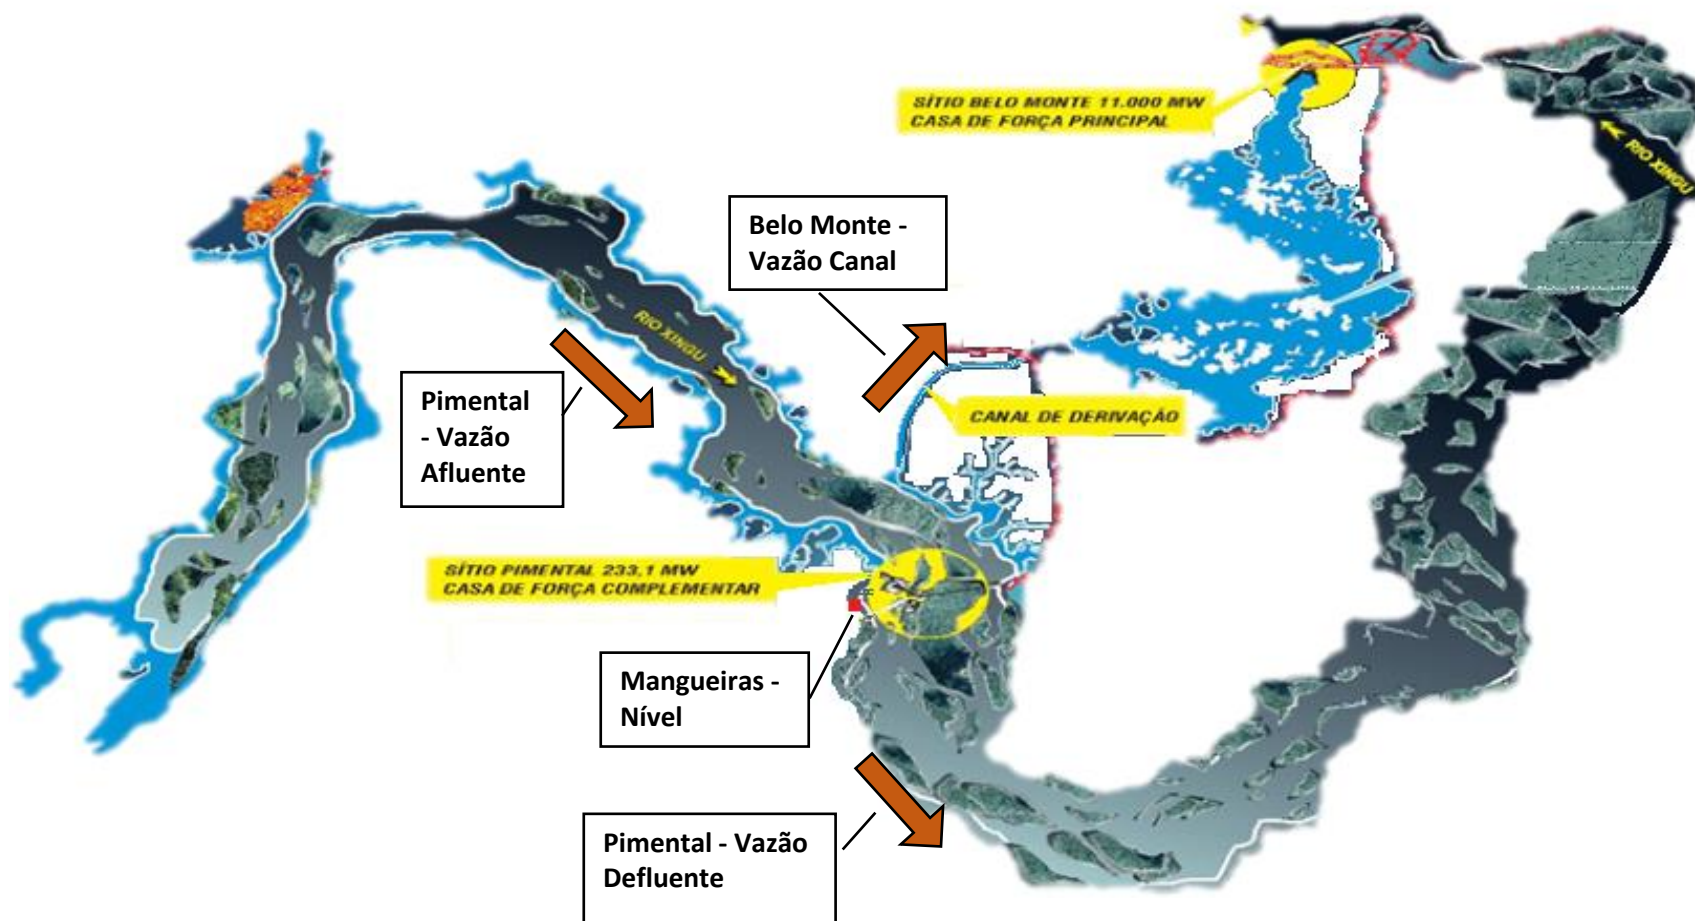 SÍTIO BELO MONTE 11.000 MW
CASA DE FORÇA PRINCIPAL
RIO XINGU
Belo Monte -
Vazão Canal
RIO XINGU
Pimental
- Vazão
Afluente
CANAL DE DERIVAÇÃO
SÍTIO PIMENTAL 233,1 MW
CASA DE FORÇA COMPLEMENTAR
Mangueiras -
Nível
Pimental - Vazão
Defluente